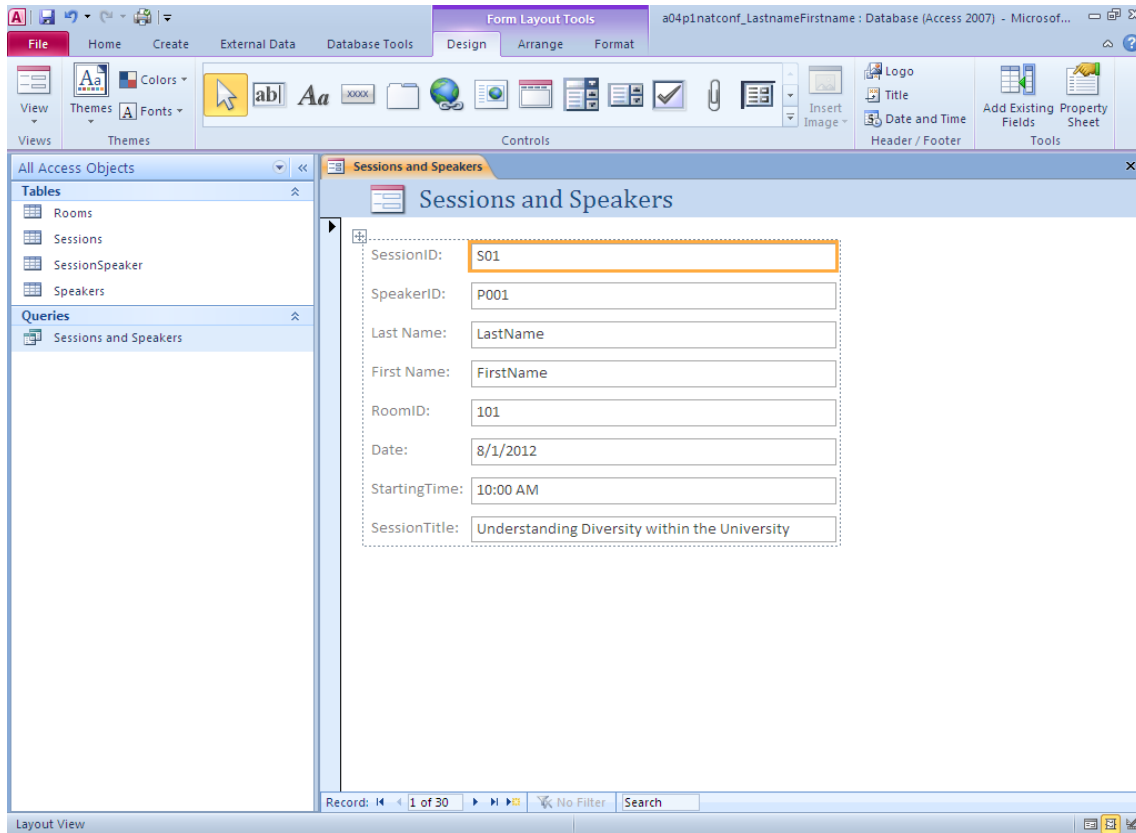 Form Layout Tools
a04p1natconf_LastnameFirstname : Database (Access 2007) - Microsof...
File Home Create External Data Database Tools Design Arrange Format
View
Themes
Aa
Colors
A Fonts
ab|
Aa
XXXX
Insert
Image
Logo
Title
Date and Time
Add Existing
Fields
Property
Sheet
Views Themes Controls Header / Footer Tools
All Access Objects
Tables
Rooms
Sessions
SessionSpeaker
Speakers
Queries
Sessions and Speakers
Sessions and Speakers
Sessions and Speakers
SessionID: S01
SpeakerID: P001
Last Name: LastName
First Name: FirstName
RoomID: 101
Date: 8/1/2012
StartingTime: 10:00 AM
SessionTitle: Understanding Diversity within the University
Record: 1 of 30 No Filter Search
Layout View